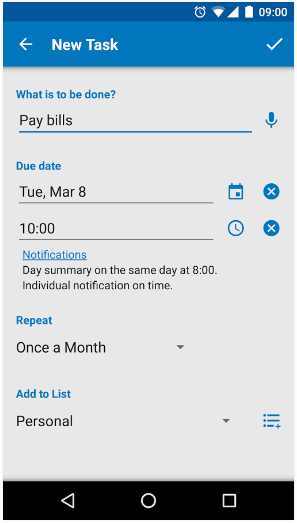 09:00
New Task
What is to be done?
Pay bills
Due date
Tue, Mar 8
10:00
Notifications
Day summary on the same day at 8:00.
Individual notification on time.
Repeat
Once a Month
Add to List
Personal